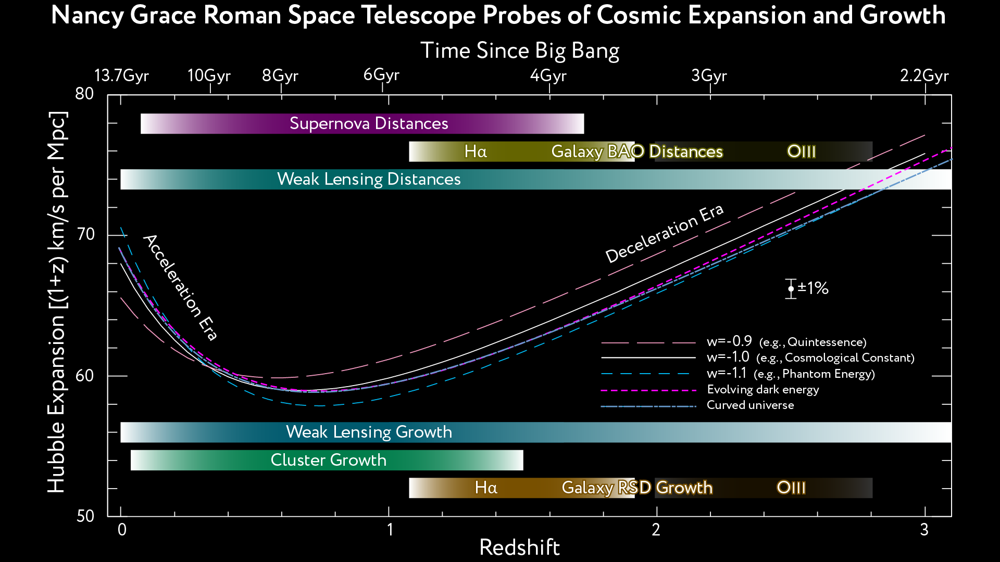 Nancy Grace Roman Space Telescope Probes of Cosmic Expansion and Growth
Time Since Big Bang
13.7Gyr 10Gyr 8Gyr 6Gyr 4Gyr 3Gyr 2.2Gyr
80
Supernova Distances
Hα Galaxy BAO Distances OIII
Weak Lensing Distances
Hubble Expansion [(1+z) km/s per Mpc]
70
Acceleration Era
Deceleration Era
±1%
w=-0.9 (e.g., Quintessence)
w=-1.0 (e.g., Cosmological Constant)
w=-1.1 (e.g., Phantom Energy)
Evolving dark energy
Curved universe
60
Weak Lensing Growth
Cluster Growth
Hα Galaxy RSD Growth OIII
50
0 1 2 3
Redshift